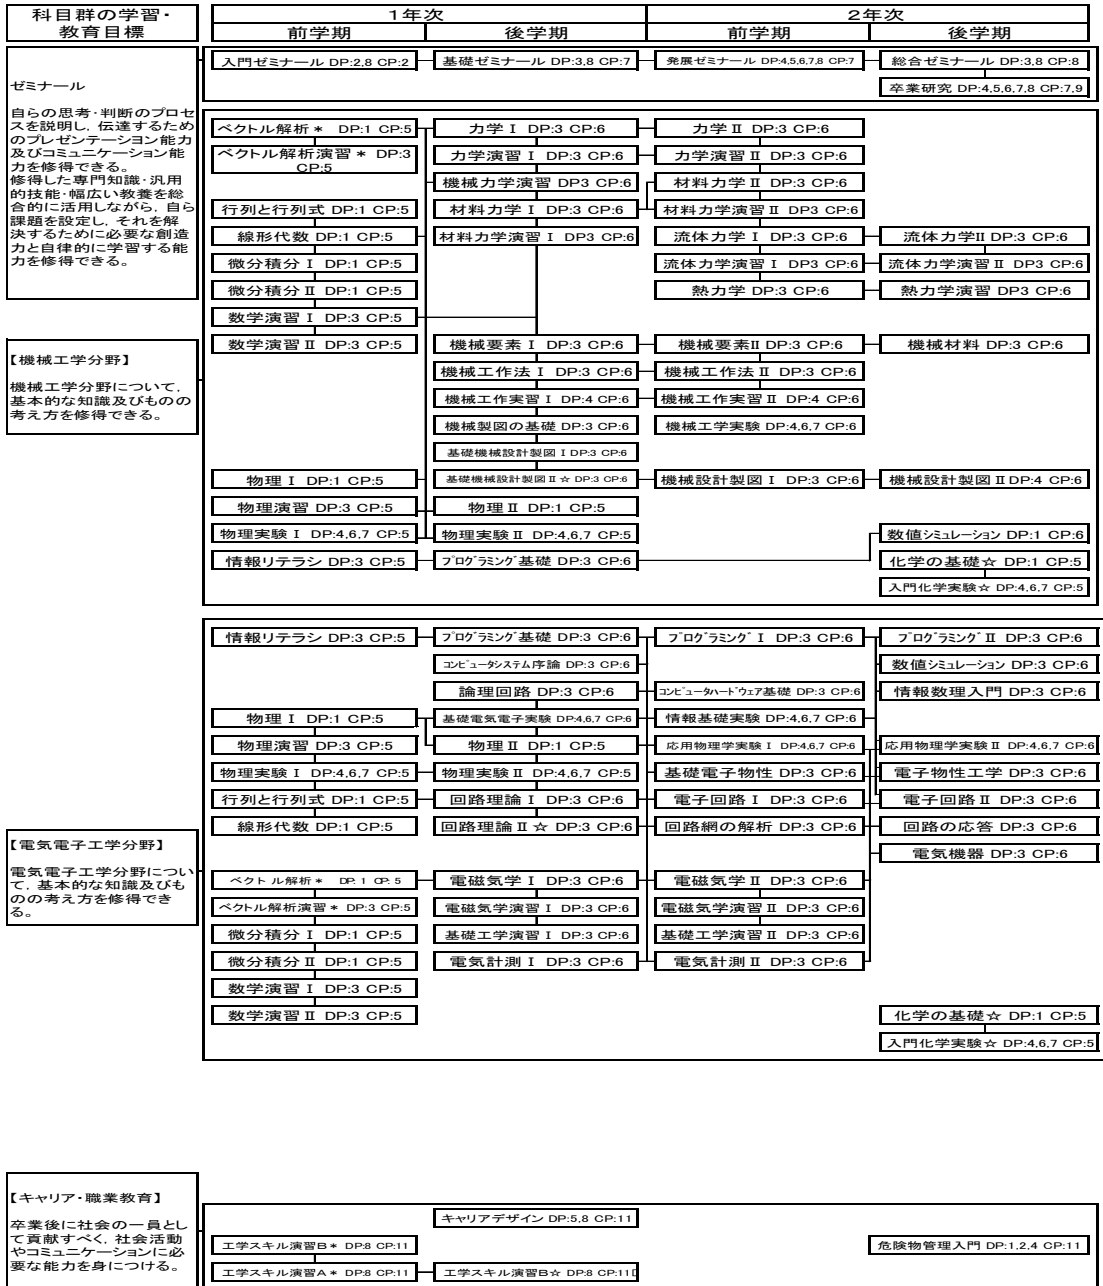 科目群の学習・
教育目標
1年次
2年次
前学期
後学期
前学期
後学期
ゼミナール
自らの思考・判断のプロセ
スを説明し，伝達するため
のプレゼンテーション能力
及びコミュニケーション能
力を修得できる。
修得した専門知識・汎用
的技能・幅広い教養を総
合的に活用しながら，自ら
課題を設定し，それを解
決するために必要な創造
力と自律的に学習する能
力を修得できる。
入門ゼミナール DP:2,8 CP:2
基礎ゼミナール DP:3,8 CP:7
発展ゼミナール DP:4,5,6,7,8 CP:7
総合ゼミナール DP:3,8 CP:8
卒業研究 DP:4,5,6,7,8 CP:7,9
【機械工学分野】
機械工学分野について，
基本的な知識及びものの
考え方を修得できる。
ベクトル解析＊ DP:1 CP:5
力学Ⅰ DP:3 CP:6
力学Ⅱ DP:3 CP:6
ベクトル解析演習＊ DP:3
CP:5
力学演習Ⅰ DP:3 CP:6
力学演習Ⅱ DP:3 CP:6
機械力学演習 DP3 CP:6
材料力学Ⅱ DP:3 CP:6
行列と行列式 DP:1 CP:5
材料力学Ⅰ DP:3 CP:6
材料力学演習Ⅱ DP3 CP:6
線形代数 DP:1 CP:5
材料力学演習Ⅰ DP3 CP:6
流体力学Ⅰ DP:3 CP:6
流体力学II DP:3 CP:6
微分積分Ⅰ DP:1 CP:5
流体力学演習Ⅰ DP3 CP:6
流体力学演習Ⅱ DP3 CP:6
微分積分Ⅱ DP:1 CP:5
熱力学 DP:3 CP:6
熱力学演習 DP3 CP:6
数学演習Ⅰ DP:3 CP:5
数学演習Ⅱ DP:3 CP:5
機械要素Ⅰ DP:3 CP:6
機械要素II DP:3 CP:6
機械材料 DP:3 CP:6
機械工作法Ⅰ DP:3 CP:6
機械工作法Ⅱ DP:3 CP:6
機械工作実習Ⅰ DP:4 CP:6
機械工作実習Ⅱ DP:4 CP:6
機械製図の基礎 DP:3 CP:6
機械工学実験 DP:4,6,7 CP:6
基礎機械設計製図Ⅰ DP:3 CP:6
物理Ⅰ DP:1 CP:5
基礎機械設計製図Ⅱ☆ DP:3 CP:6
機械設計製図Ⅰ DP:3 CP:6
機械設計製図Ⅱ DP:4 CP:6
物理演習 DP:3 CP:5
物理Ⅱ DP:1 CP:5
物理実験Ⅰ DP:4,6,7 CP:5
物理実験Ⅱ DP:4,6,7 CP:5
数値シミュレーション DP:1 CP:6
情報リテラシ DP:3 CP:5
プログラミング基礎 DP:3 CP:6
化学の基礎☆ DP:1 CP:5
入門化学実験☆ DP:4,6,7 CP:5
【電気電子工学分野】
電気電子工学分野につい
て，基本的な知識及びも
のの考え方を修得でき
る。
情報リテラシ DP:3 CP:5
プログラミング基礎 DP:3 CP:6
プログラミングⅠ DP:3 CP:6
プログラミングⅡ DP:3 CP:6
コンピュータシステム序論 DP:3 CP:6
数値シミュレーション DP:3 CP:6
論理回路 DP:3 CP:6
コンピュータハードウェア基礎 DP:3 CP:6
情報数理入門 DP:3 CP:6
物理Ⅰ DP:1 CP:5
基礎電気電子実験 DP:4,6,7 CP:6
情報基礎実験 DP:4,6,7 CP:6
物理演習 DP:3 CP:5
物理Ⅱ DP:1 CP:5
応用物理学実験Ⅰ DP:4,6,7 CP:6
応用物理学実験Ⅱ DP:4,6,7 CP:6
物理実験Ⅰ DP:4,6,7 CP:5
物理実験Ⅱ DP:4,6,7 CP:5
基礎電子物性 DP:3 CP:6
電子物性工学 DP:3 CP:6
行列と行列式 DP:1 CP:5
回路理論Ⅰ DP:3 CP:6
電子回路Ⅰ DP:3 CP:6
電子回路Ⅱ DP:3 CP:6
線形代数 DP:1 CP:5
回路理論Ⅱ☆ DP:3 CP:6
回路網の解析 DP:3 CP:6
回路の応答 DP:3 CP:6
電気機器 DP:3 CP:6
ベクトル解析＊ DP:1 CP:5
電磁気学Ⅰ DP:3 CP:6
電磁気学Ⅱ DP:3 CP:6
ベクトル解析演習＊ DP:3 CP:5
電磁気学演習Ⅰ DP:3 CP:6
電磁気学演習Ⅱ DP:3 CP:6
微分積分Ⅰ DP:1 CP:5
基礎工学演習Ⅰ DP:3 CP:6
基礎工学演習Ⅱ DP:3 CP:6
微分積分Ⅱ DP:1 CP:5
電気計測Ⅰ DP:3 CP:6
電気計測Ⅱ DP:3 CP:6
数学演習Ⅰ DP:3 CP:5
数学演習Ⅱ DP:3 CP:5
化学の基礎☆ DP:1 CP:5
入門化学実験☆ DP:4,6,7 CP:5
【キャリア・職業教育】
卒業後に社会の一員とし
て貢献すべく，社会活動
やコミュニケーションに必
要な能力を身につける。
キャリアデザイン DP:5,8 CP:11
工学スキル演習B＊ DP:8 CP:11
危険物管理入門 DP:1,2,4 CP:11
工学スキル演習A＊ DP:8 CP:11
工学スキル演習B☆ DP:8 CP:11